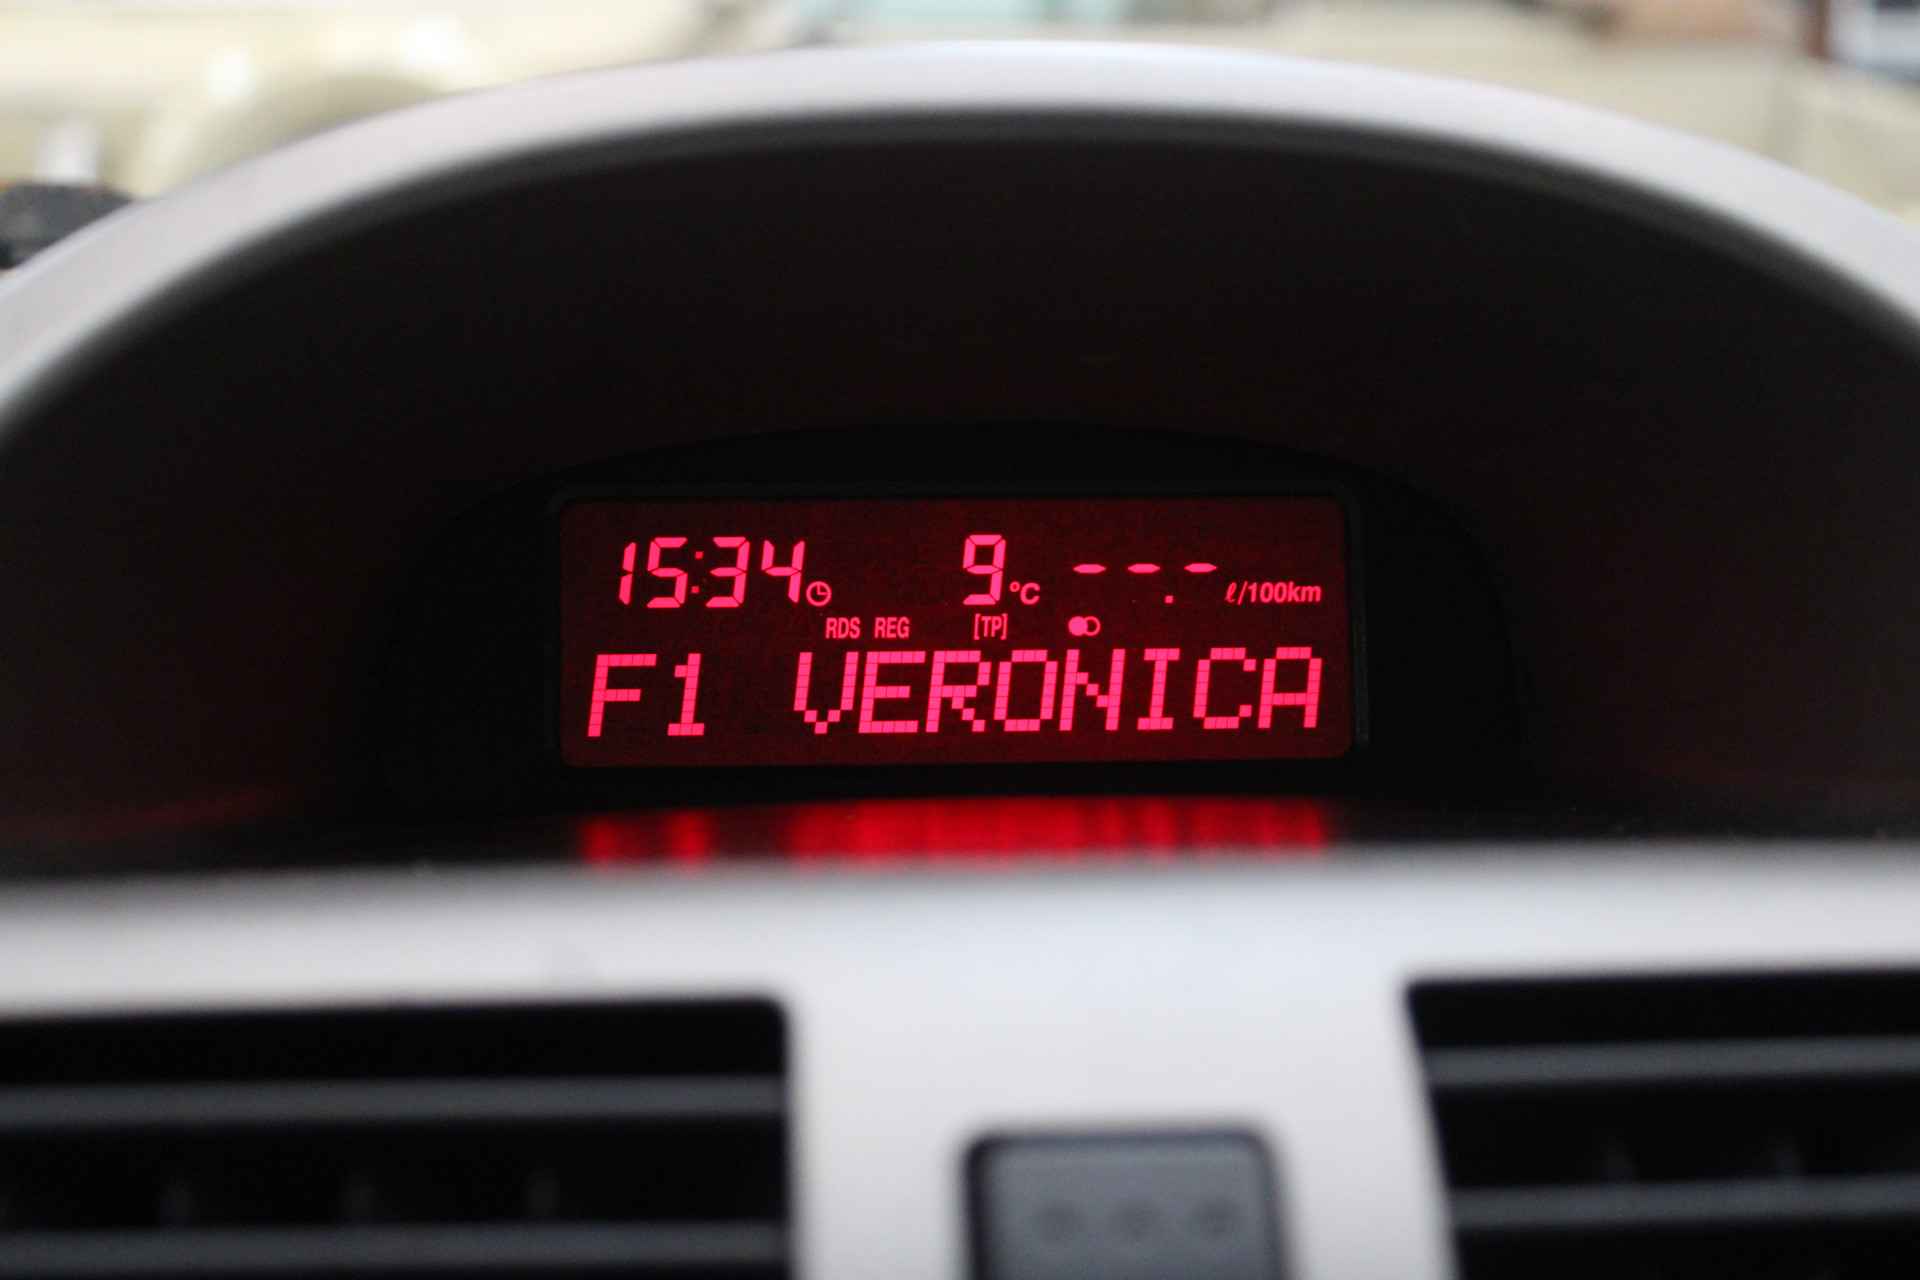 15:34 9 °C ---.- ℓ/100km
RDS REG [TP]
F1 VERONICA